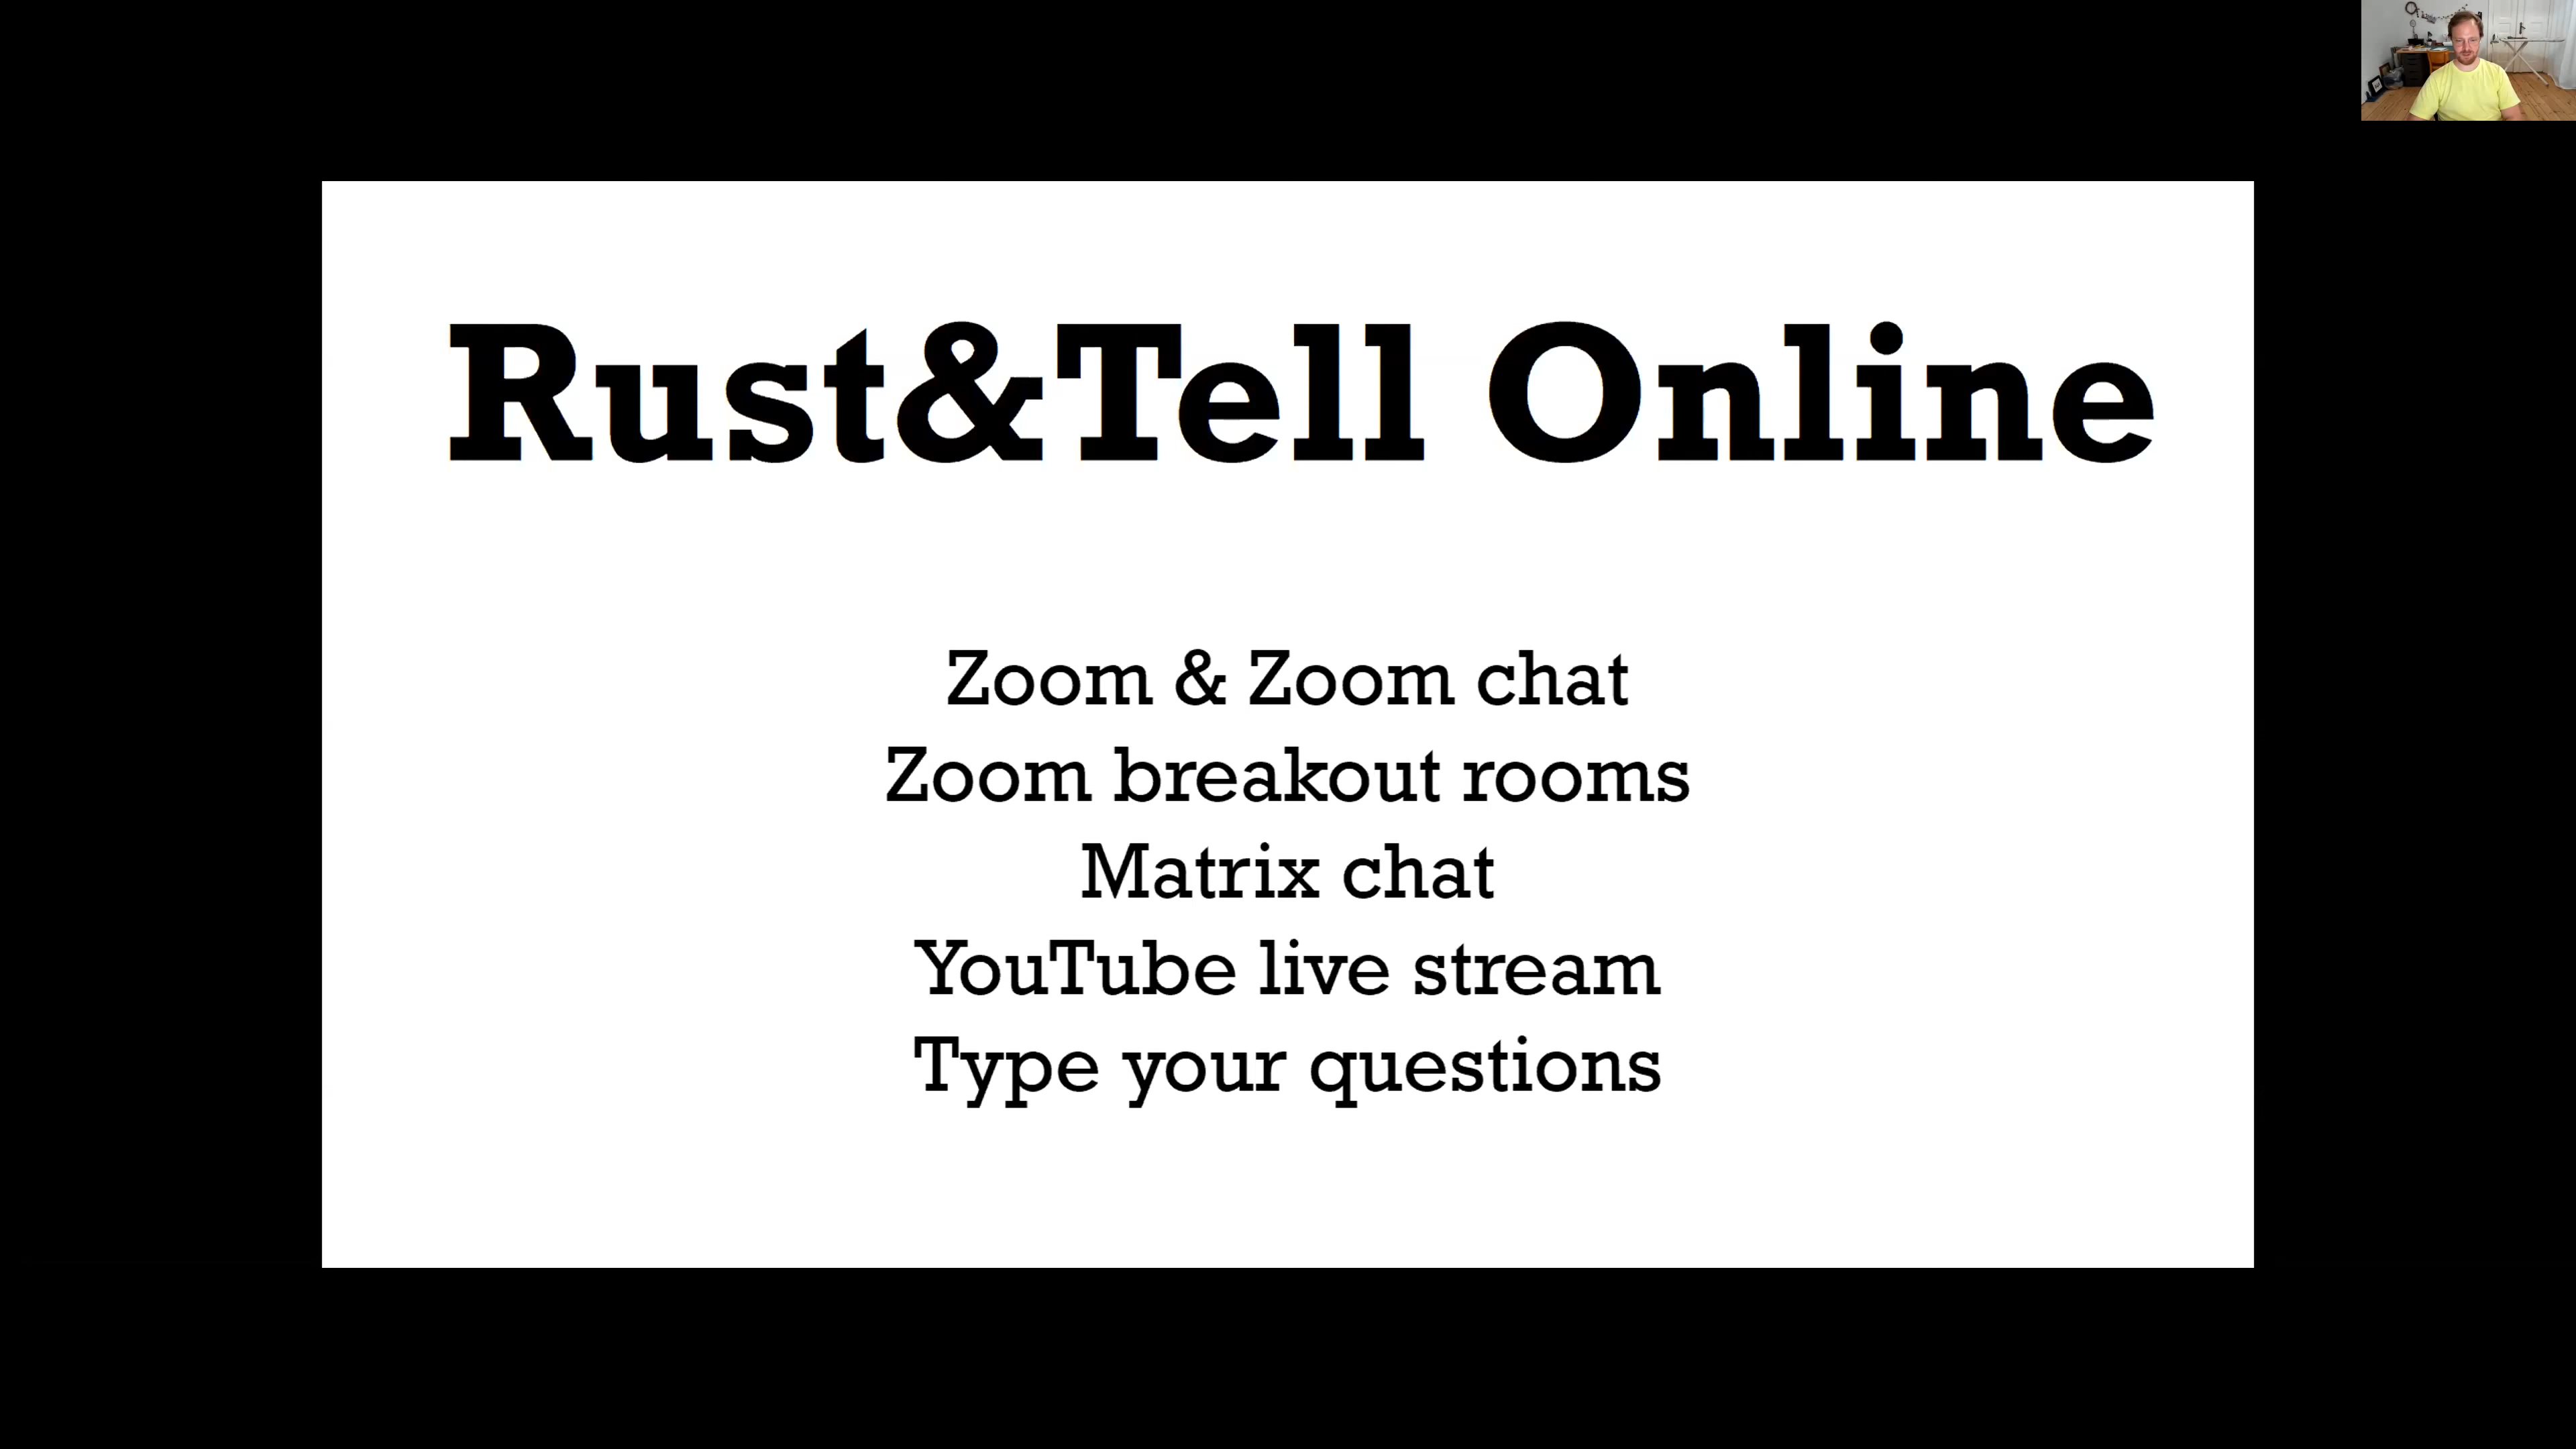 Rust&Tell Online
Zoom & Zoom chat
Zoom breakout rooms
Matrix chat
YouTube live stream
Type your questions